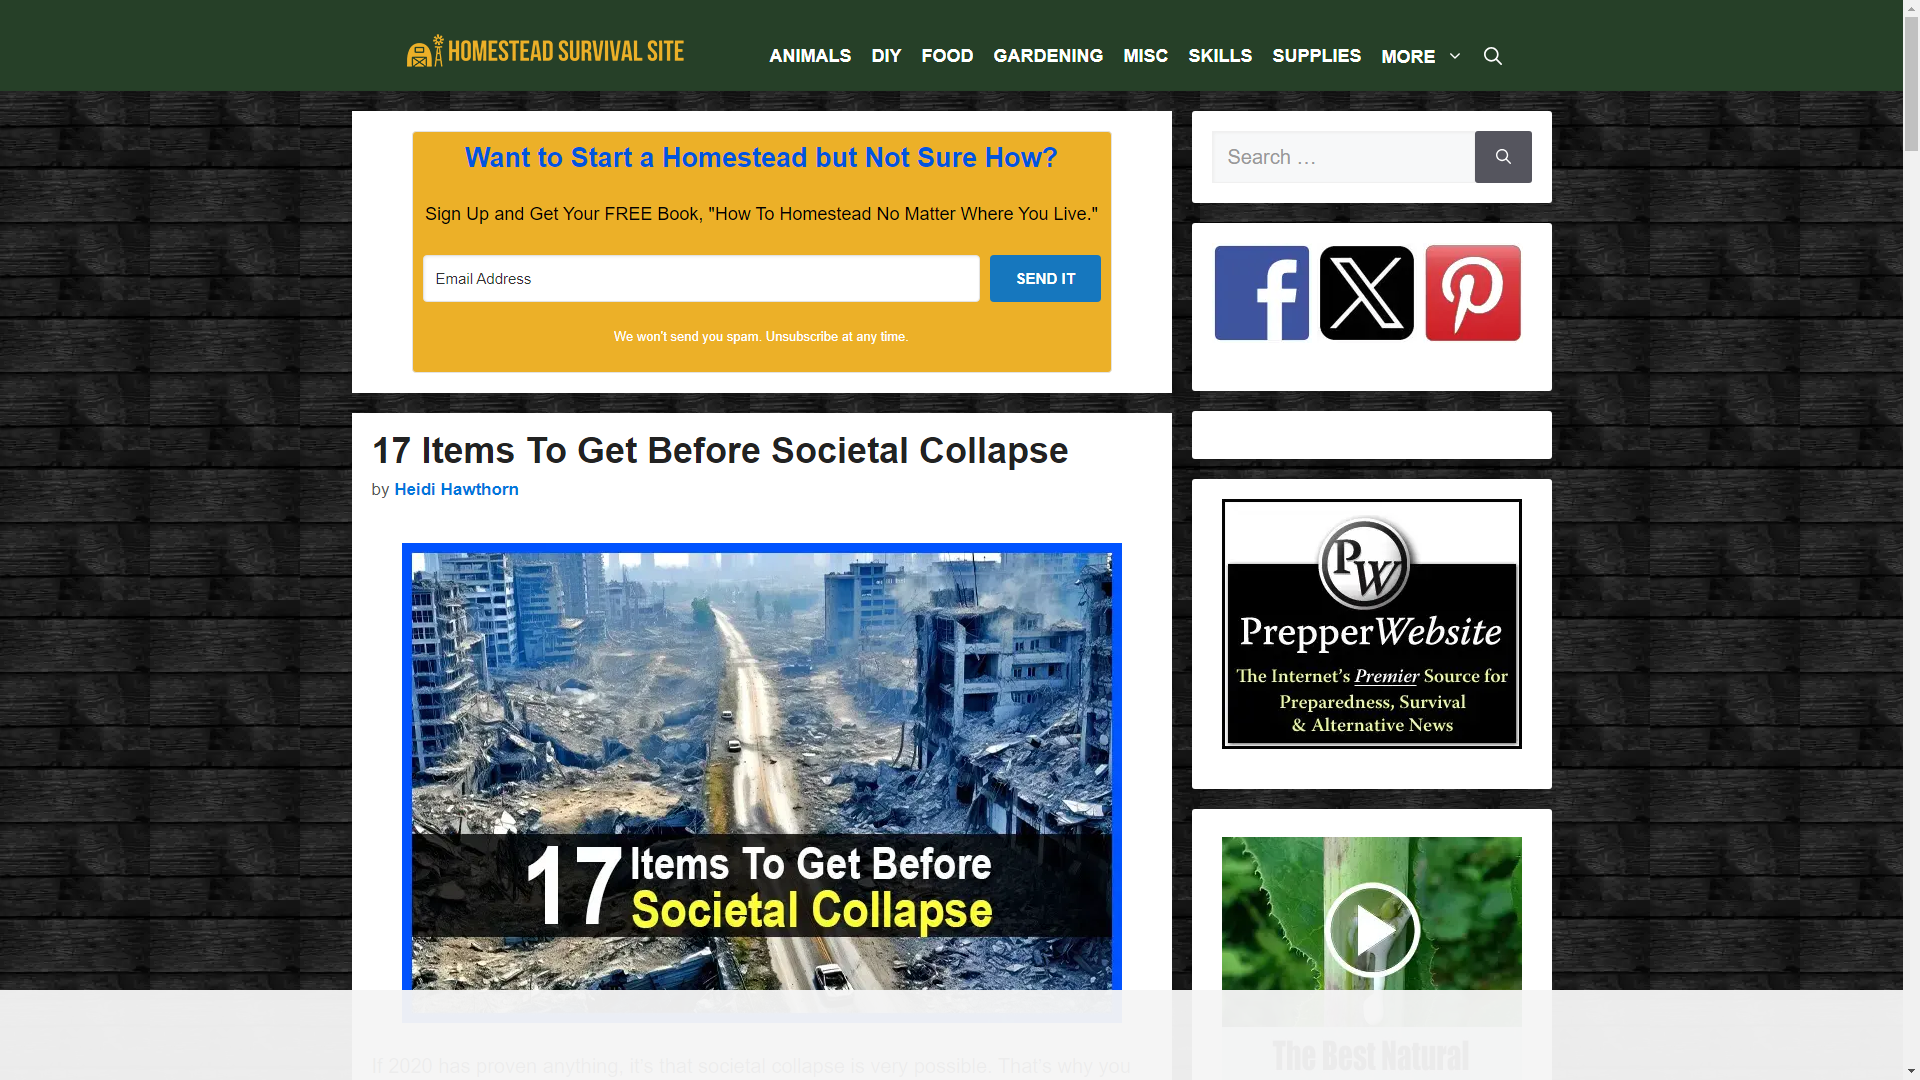 HOMESTEAD SURVIVAL SITE
ANIMALS DIY FOOD GARDENING MISC SKILLS SUPPLIES MORE
Want to Start a Homestead but Not Sure How?
Sign Up and Get Your FREE Book, "How To Homestead No Matter Where You Live."
Email Address
SEND IT
We won't send you spam. Unsubscribe at any time.
17 Items To Get Before Societal Collapse
by Heidi Hawthorn
17 Items To Get Before
Societal Collapse
If 2020 has proven anything, it's that societal collapse is very possible. That's why you
Search …
f X P
PW
PrepperWebsite
The Internet's Premier Source for
Preparedness, Survival
& Alternative News
The Best Natural